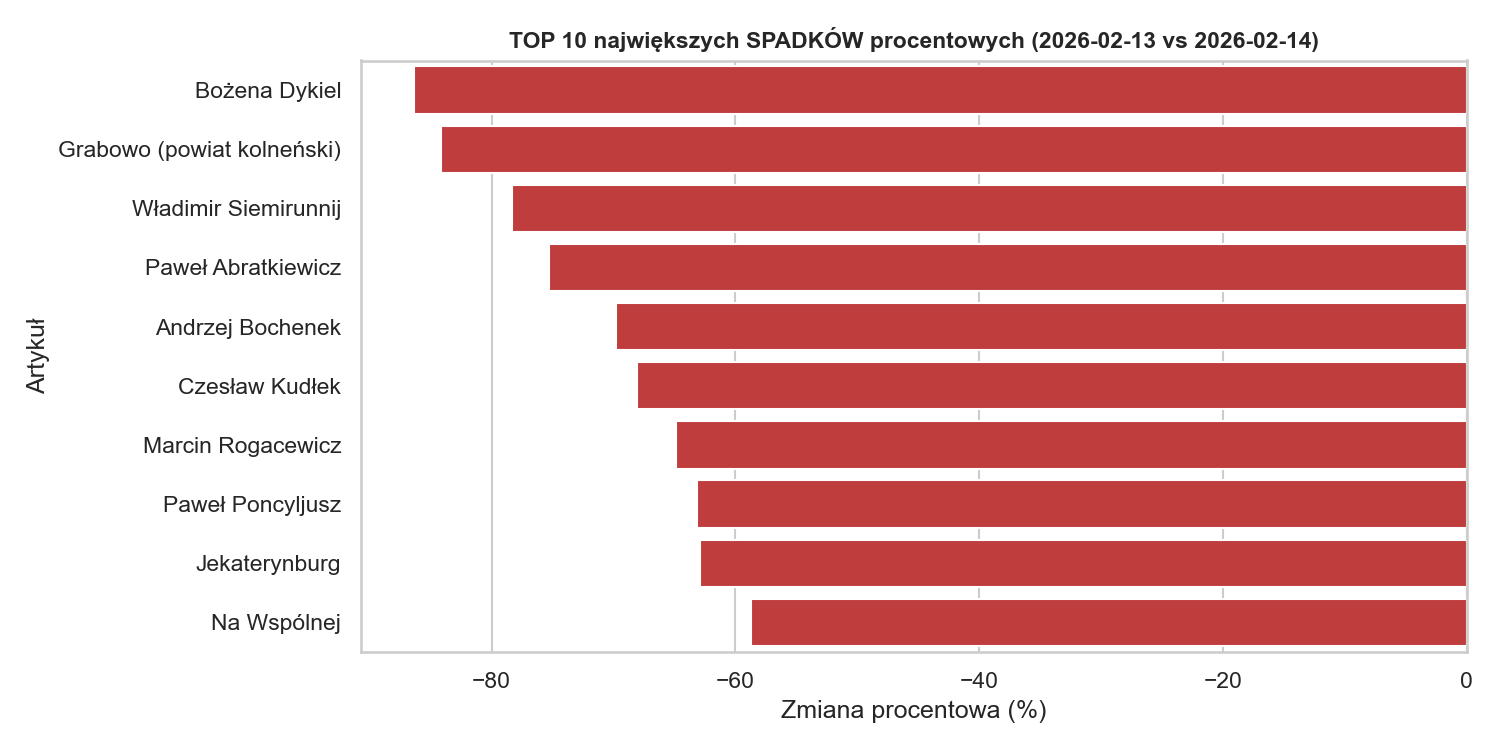 TOP 10 największych SPADKÓW procentowych (2026-02-13 vs 2026-02-14)
Artykuł
Bożena Dykiel
Grabowo (powiat kolneński)
Władimir Siemirunnij
Paweł Abratkiewicz
Andrzej Bochenek
Czesław Kudłek
Marcin Rogacewicz
Paweł Poncyljusz
Jekaterynburg
Na Wspólnej
−80 −60 −40 −20 0
Zmiana procentowa (%)